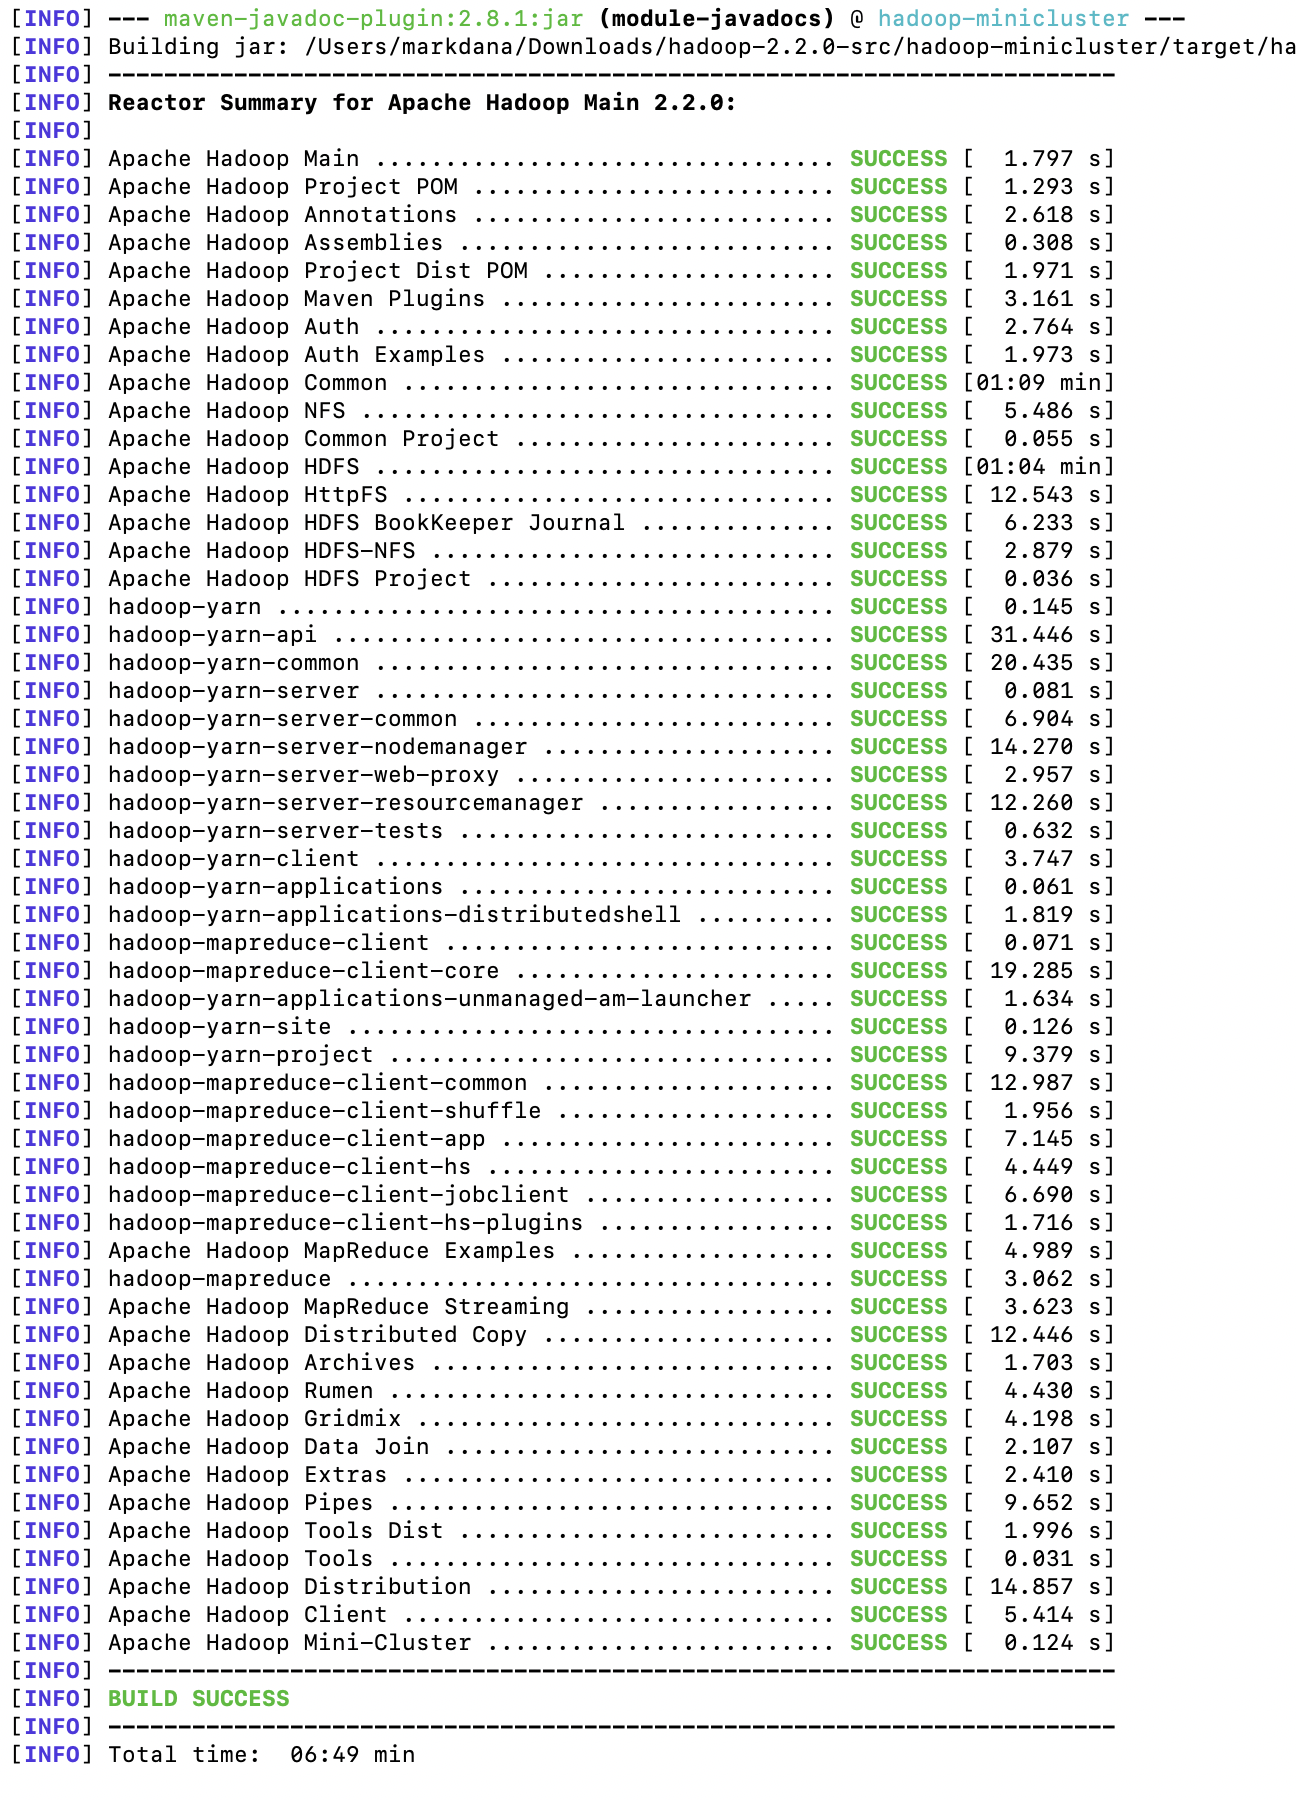 [INFO] --- maven-javadoc-plugin:2.8.1:jar (module-javadocs) @ hadoop-minicluster ---
[INFO] Building jar: /Users/markdana/Downloads/hadoop-2.2.0-src/hadoop-minicluster/target/ha
[INFO] ------------------------------------------------------------------------
[INFO] Reactor Summary for Apache Hadoop Main 2.2.0:
[INFO]
[INFO] Apache Hadoop Main ................................. SUCCESS [  1.797 s]
[INFO] Apache Hadoop Project POM .......................... SUCCESS [  1.293 s]
[INFO] Apache Hadoop Annotations .......................... SUCCESS [  2.618 s]
[INFO] Apache Hadoop Assemblies ........................... SUCCESS [  0.308 s]
[INFO] Apache Hadoop Project Dist POM ..................... SUCCESS [  1.971 s]
[INFO] Apache Hadoop Maven Plugins ........................ SUCCESS [  3.161 s]
[INFO] Apache Hadoop Auth ................................. SUCCESS [  2.764 s]
[INFO] Apache Hadoop Auth Examples ........................ SUCCESS [  1.973 s]
[INFO] Apache Hadoop Common ............................... SUCCESS [01:09 min]
[INFO] Apache Hadoop NFS .................................. SUCCESS [  5.486 s]
[INFO] Apache Hadoop Common Project ....................... SUCCESS [  0.055 s]
[INFO] Apache Hadoop HDFS ................................. SUCCESS [01:04 min]
[INFO] Apache Hadoop HttpFS ............................... SUCCESS [ 12.543 s]
[INFO] Apache Hadoop HDFS BookKeeper Journal .............. SUCCESS [  6.233 s]
[INFO] Apache Hadoop HDFS-NFS ............................. SUCCESS [  2.879 s]
[INFO] Apache Hadoop HDFS Project ......................... SUCCESS [  0.036 s]
[INFO] hadoop-yarn ........................................ SUCCESS [  0.145 s]
[INFO] hadoop-yarn-api .................................... SUCCESS [ 31.446 s]
[INFO] hadoop-yarn-common ................................. SUCCESS [ 20.435 s]
[INFO] hadoop-yarn-server ................................. SUCCESS [  0.081 s]
[INFO] hadoop-yarn-server-common .......................... SUCCESS [  6.904 s]
[INFO] hadoop-yarn-server-nodemanager ..................... SUCCESS [ 14.270 s]
[INFO] hadoop-yarn-server-web-proxy ....................... SUCCESS [  2.957 s]
[INFO] hadoop-yarn-server-resourcemanager ................. SUCCESS [ 12.260 s]
[INFO] hadoop-yarn-server-tests ........................... SUCCESS [  0.632 s]
[INFO] hadoop-yarn-client ................................. SUCCESS [  3.747 s]
[INFO] hadoop-yarn-applications ........................... SUCCESS [  0.061 s]
[INFO] hadoop-yarn-applications-distributedshell .......... SUCCESS [  1.819 s]
[INFO] hadoop-mapreduce-client ............................ SUCCESS [  0.071 s]
[INFO] hadoop-mapreduce-client-core ....................... SUCCESS [ 19.285 s]
[INFO] hadoop-yarn-applications-unmanaged-am-launcher ..... SUCCESS [  1.634 s]
[INFO] hadoop-yarn-site ................................... SUCCESS [  0.126 s]
[INFO] hadoop-yarn-project ................................ SUCCESS [  9.379 s]
[INFO] hadoop-mapreduce-client-common ..................... SUCCESS [ 12.987 s]
[INFO] hadoop-mapreduce-client-shuffle .................... SUCCESS [  1.956 s]
[INFO] hadoop-mapreduce-client-app ........................ SUCCESS [  7.145 s]
[INFO] hadoop-mapreduce-client-hs ......................... SUCCESS [  4.449 s]
[INFO] hadoop-mapreduce-client-jobclient .................. SUCCESS [  6.690 s]
[INFO] hadoop-mapreduce-client-hs-plugins ................. SUCCESS [  1.716 s]
[INFO] Apache Hadoop MapReduce Examples ................... SUCCESS [  4.989 s]
[INFO] hadoop-mapreduce ................................... SUCCESS [  3.062 s]
[INFO] Apache Hadoop MapReduce Streaming .................. SUCCESS [  3.623 s]
[INFO] Apache Hadoop Distributed Copy ..................... SUCCESS [ 12.446 s]
[INFO] Apache Hadoop Archives ............................. SUCCESS [  1.703 s]
[INFO] Apache Hadoop Rumen ................................ SUCCESS [  4.430 s]
[INFO] Apache Hadoop Gridmix .............................. SUCCESS [  4.198 s]
[INFO] Apache Hadoop Data Join ............................ SUCCESS [  2.107 s]
[INFO] Apache Hadoop Extras ............................... SUCCESS [  2.410 s]
[INFO] Apache Hadoop Pipes ................................ SUCCESS [  9.652 s]
[INFO] Apache Hadoop Tools Dist ........................... SUCCESS [  1.996 s]
[INFO] Apache Hadoop Tools ................................ SUCCESS [  0.031 s]
[INFO] Apache Hadoop Distribution ......................... SUCCESS [ 14.857 s]
[INFO] Apache Hadoop Client ............................... SUCCESS [  5.414 s]
[INFO] Apache Hadoop Mini-Cluster ......................... SUCCESS [  0.124 s]
[INFO] ------------------------------------------------------------------------
[INFO] BUILD SUCCESS
[INFO] ------------------------------------------------------------------------
[INFO] Total time:  06:49 min